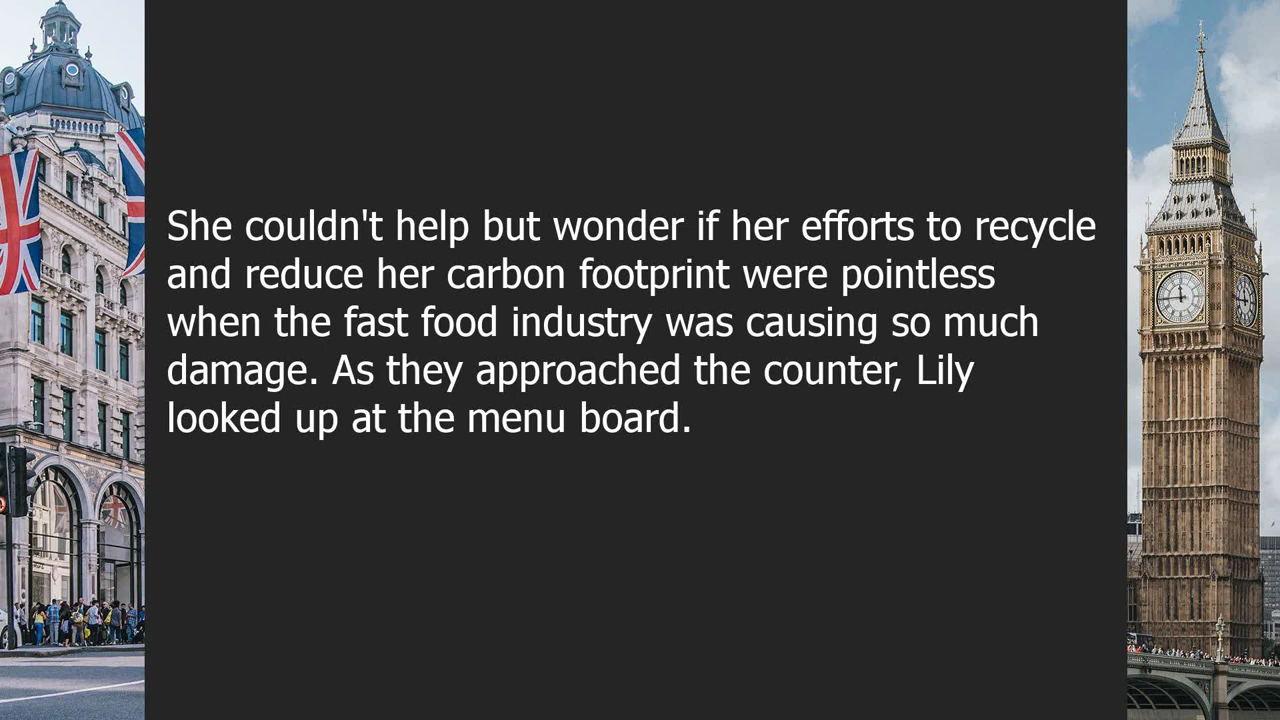 She couldn't help but wonder if her efforts to recycle
and reduce her carbon footprint were pointless
when the fast food industry was causing so much
damage. As they approached the counter, Lily
looked up at the menu board.